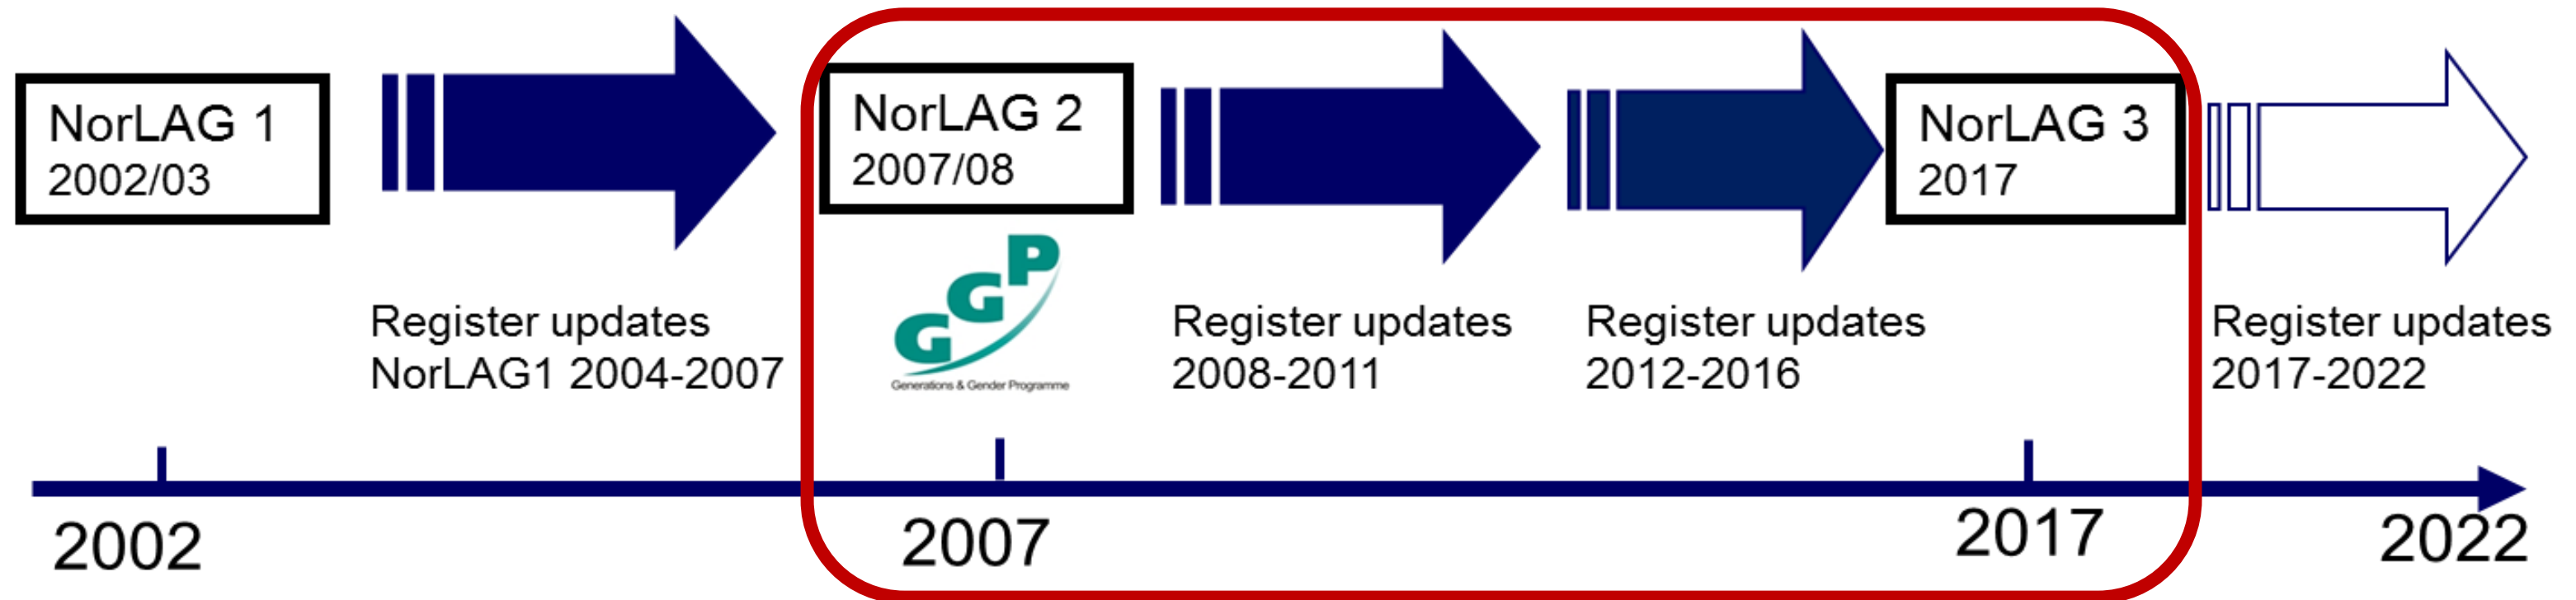 NorLAG 1
2002/03
NorLAG 2
2007/08
NorLAG 3
2017
GGP
Generations & Gender Programme
Register updates
NorLAG1 2004-2007
Register updates
2008-2011
Register updates
2012-2016
Register updates
2017-2022
2002
2007
2017
2022